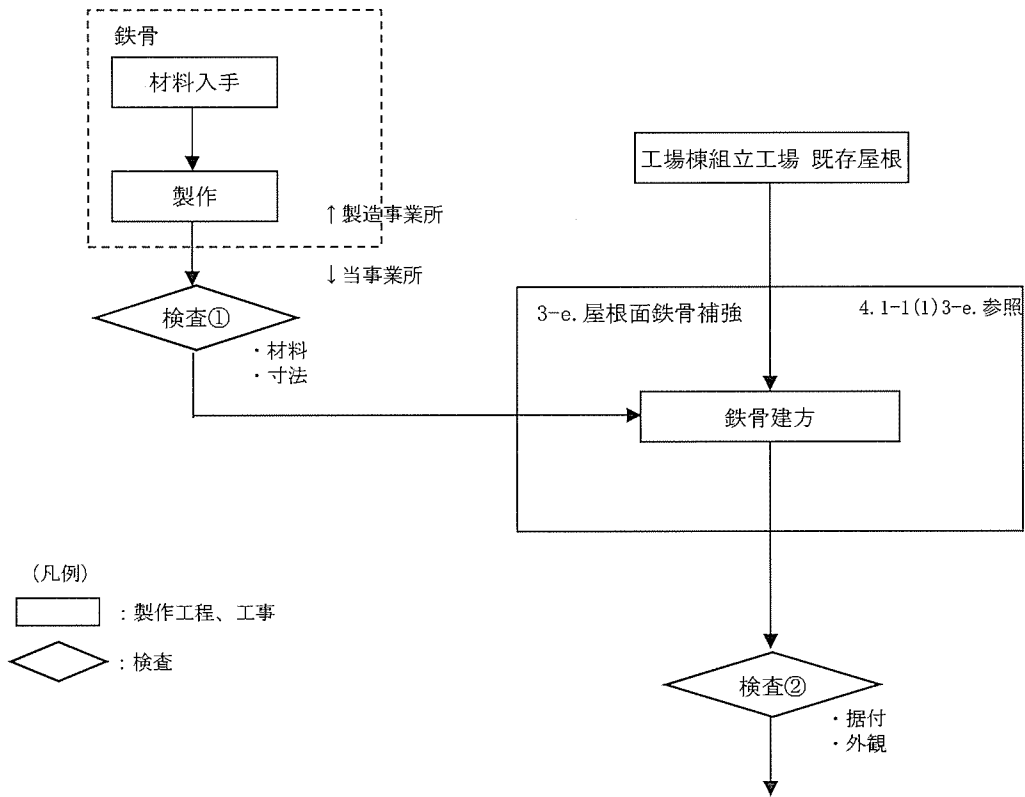 鉄骨
材料入手
製作
↑製造事業所
↓当事業所
検査①
・材料
・寸法
工場棟組立工場 既存屋根
3-e.屋根面鉄骨補強
4.1-1(1)3-e.参照
鉄骨建方
検査②
・据付
・外観
(凡例)
：製作工程、工事
：検査